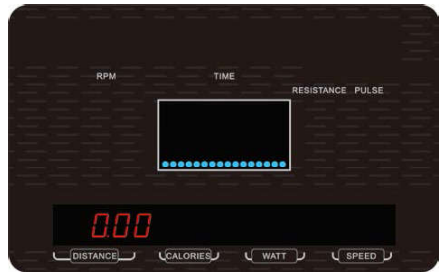 RPM TIME
RESISTANCE PULSE
0.00
DISTANCE CALORIES WATT SPEED